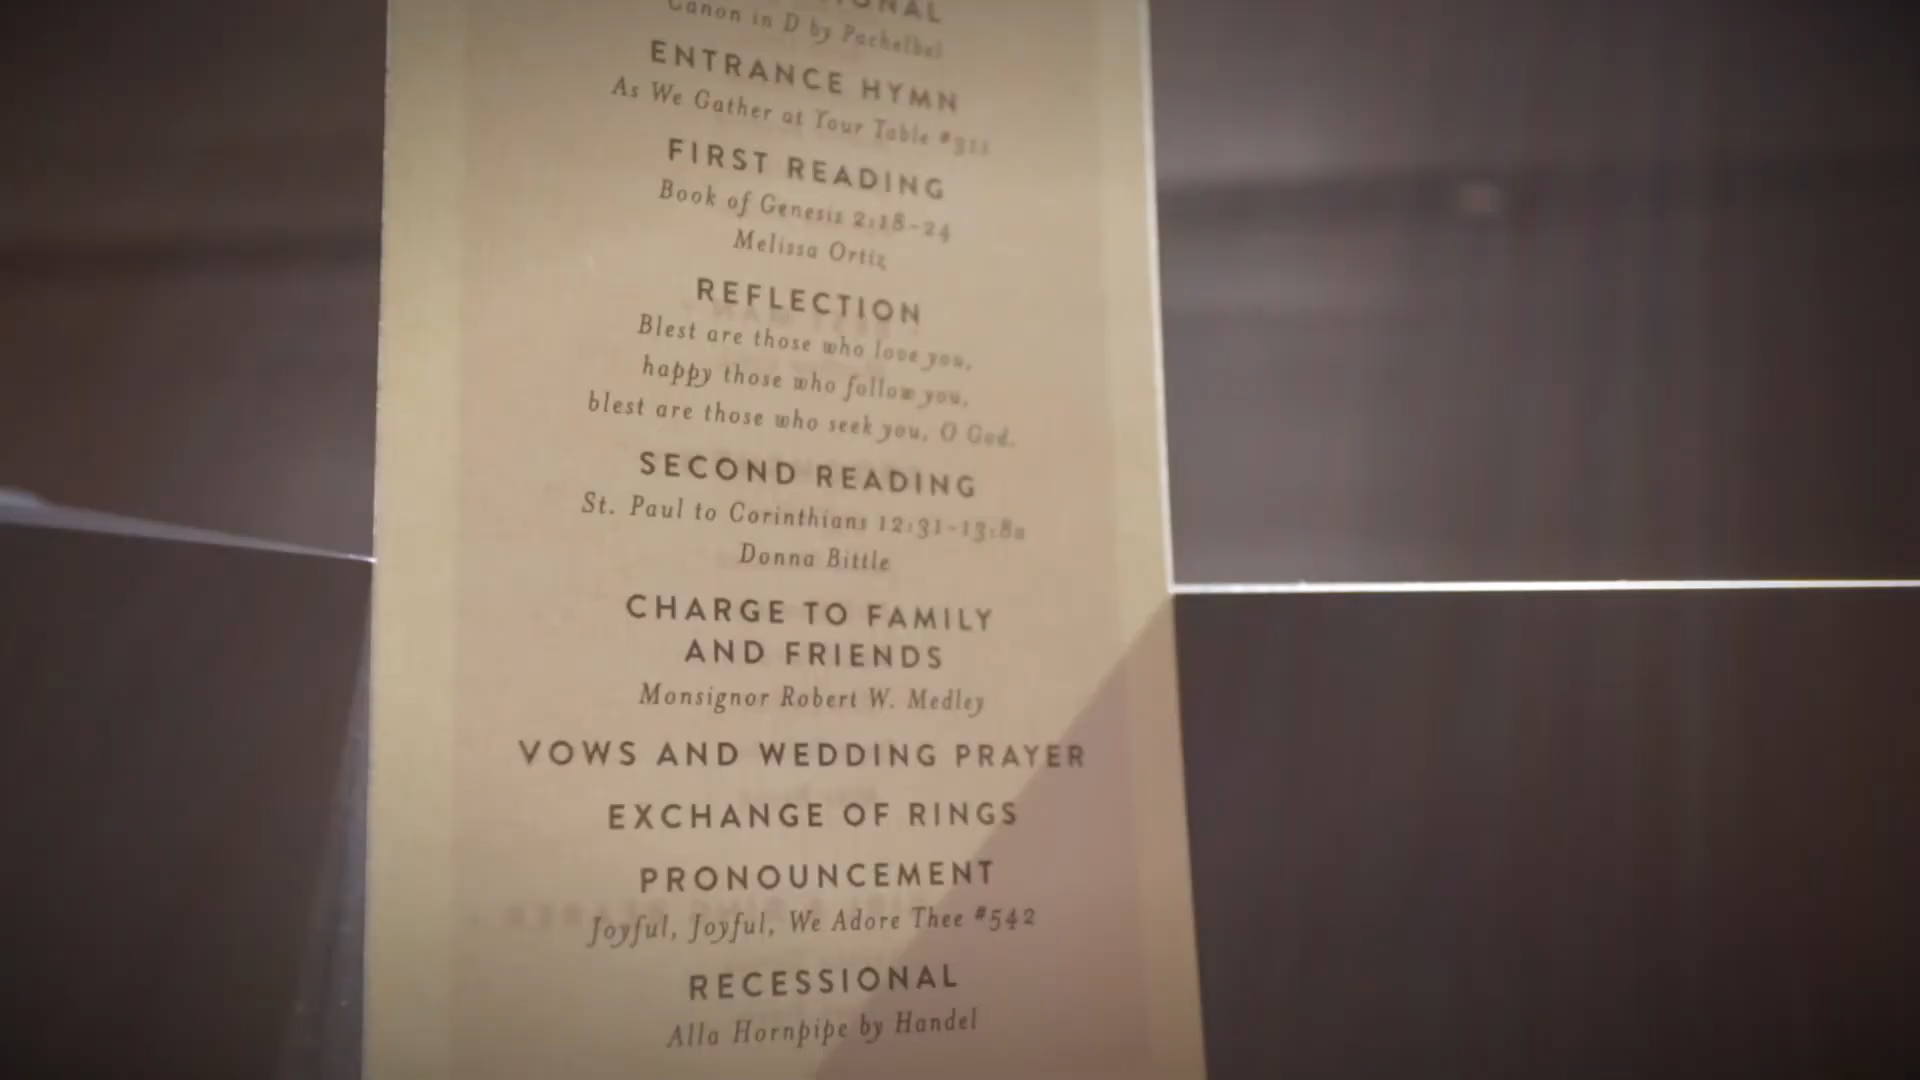 Canon in D by Pachelbel
ENTRANCE HYMN
As We Gather at Your Table #311
FIRST READING
Book of Genesis 2:18-24
Melissa Ortiz
REFLECTION
Blest are those who love you,
happy those who follow you,
blest are those who seek you, O God.
SECOND READING
St. Paul to Corinthians 12:31-13:8a
Donna Bittle
CHARGE TO FAMILY
AND FRIENDS
Monsignor Robert W. Medley
VOWS AND WEDDING PRAYER
EXCHANGE OF RINGS
PRONOUNCEMENT
Joyful, Joyful, We Adore Thee #542
RECESSIONAL
Alla Hornpipe by Handel